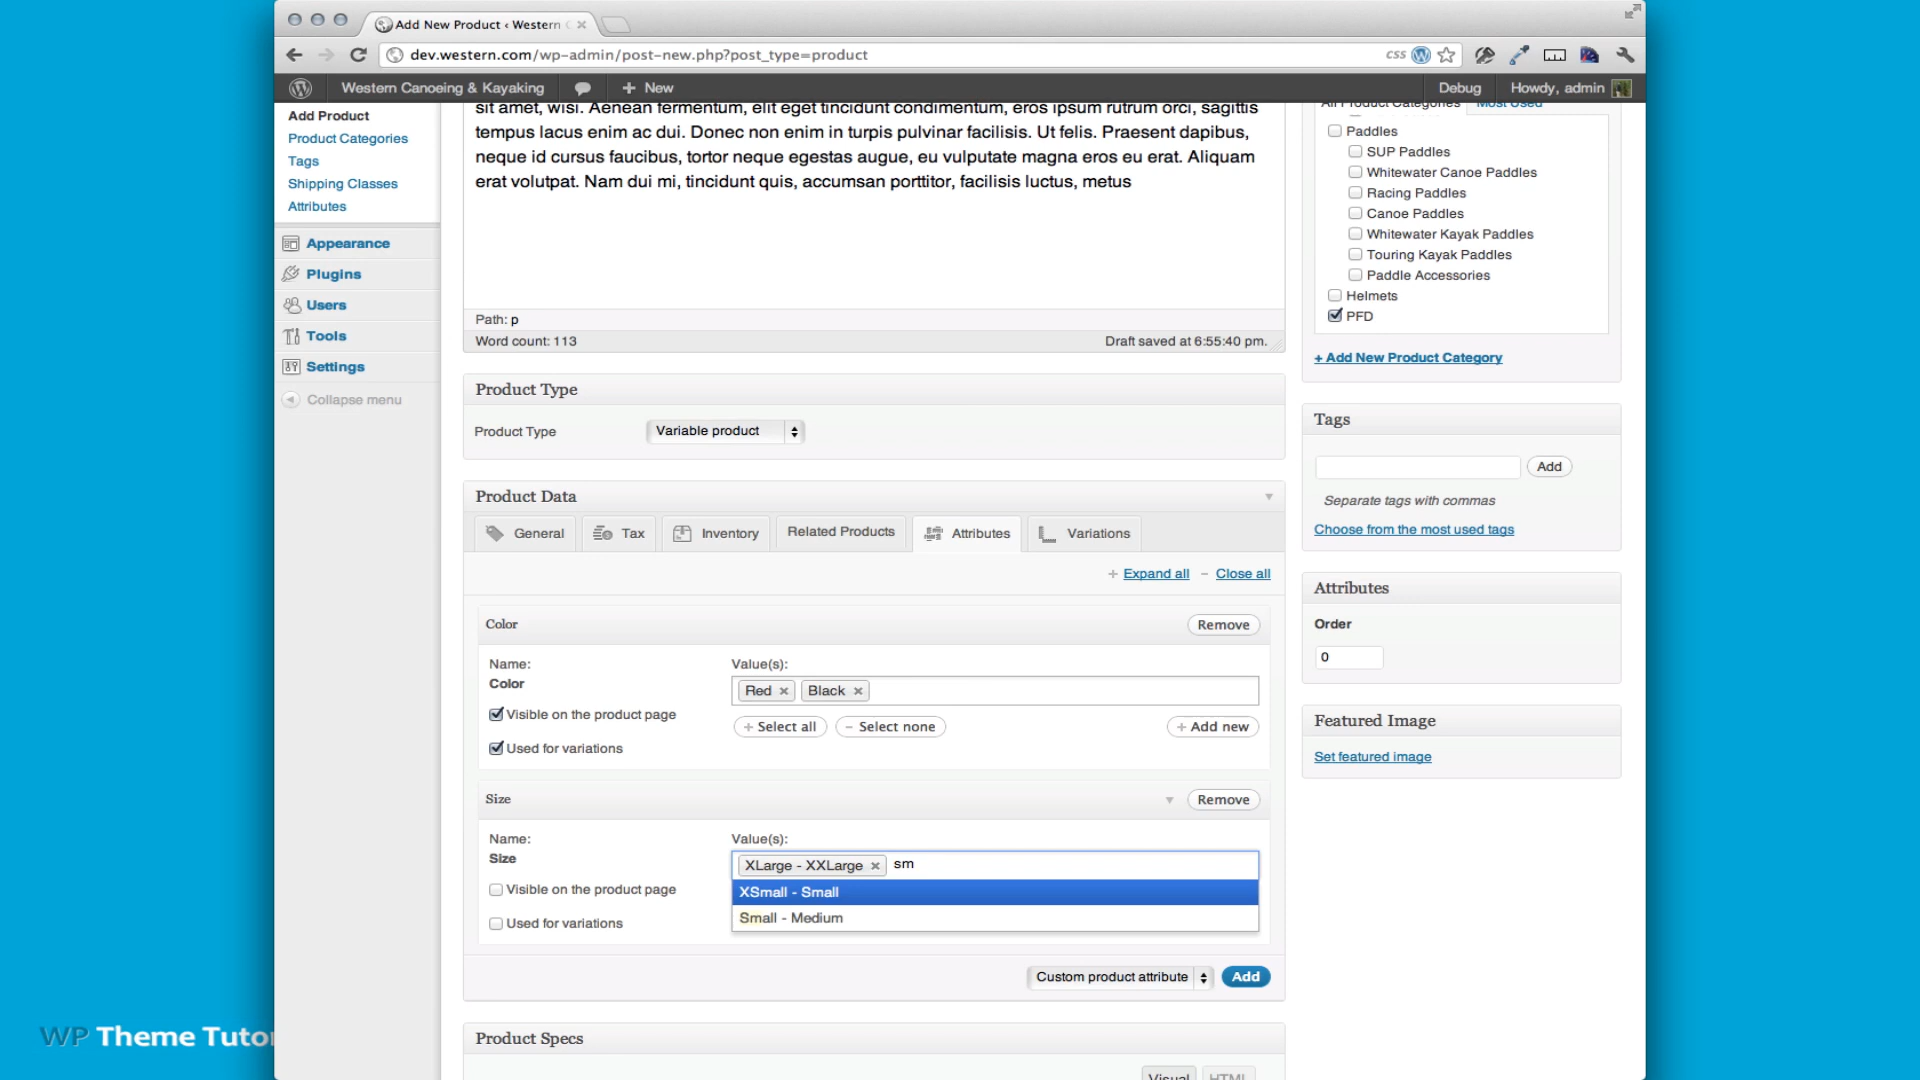 Add New Product ‹ Western
dev.western.com/wp-admin/post-new.php?post_type=product
css
Western Canoeing & Kayaking
New
Debug
Howdy, admin
Add Product
Product Categories
Tags
Shipping Classes
Attributes
Appearance
Plugins
Users
Tools
Settings
Collapse menu
sit amet, wisi. Aenean fermentum, elit eget tincidunt condimentum, eros ipsum rutrum orci, sagittis
tempus lacus enim ac dui. Donec non enim in turpis pulvinar facilisis. Ut felis. Praesent dapibus,
neque id cursus faucibus, tortor neque egestas augue, eu vulputate magna eros eu erat. Aliquam
erat volutpat. Nam dui mi, tincidunt quis, accumsan porttitor, facilisis luctus, metus
Path: p
Word count: 113
Draft saved at 6:55:40 pm.
Product Type
Product Type
Variable product
Product Data
General
Tax
Inventory
Related Products
Attributes
Variations
+ Expand all – Close all
Color
Remove
Name:
Color
Visible on the product page
Used for variations
Value(s):
Red × Black ×
+ Select all
– Select none
+ Add new
Size
Remove
Name:
Size
Visible on the product page
Used for variations
Value(s):
XLarge - XXLarge × sm
XSmall - Small
Small - Medium
Custom product attribute
Add
Product Specs
Visual
HTML
All Product Categories
Most Used
Paddles
SUP Paddles
Whitewater Canoe Paddles
Racing Paddles
Canoe Paddles
Whitewater Kayak Paddles
Touring Kayak Paddles
Paddle Accessories
Helmets
PFD
+ Add New Product Category
Tags
Add
Separate tags with commas
Choose from the most used tags
Attributes
Order
0
Featured Image
Set featured image
WP Theme Tutor